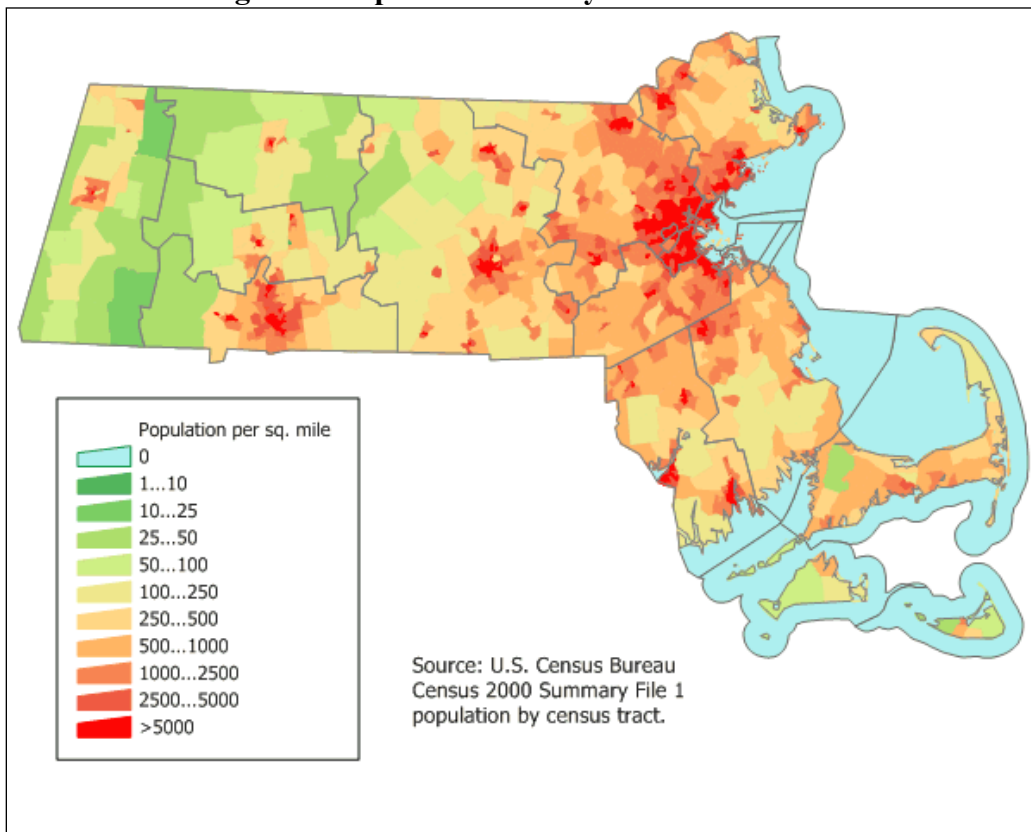 Population per sq. mile
0
1...10
10...25
25...50
50...100
100...250
250...500
500...1000
1000...2500
2500...5000
>5000
Source: U.S. Census Bureau
Census 2000 Summary File 1
population by census tract.